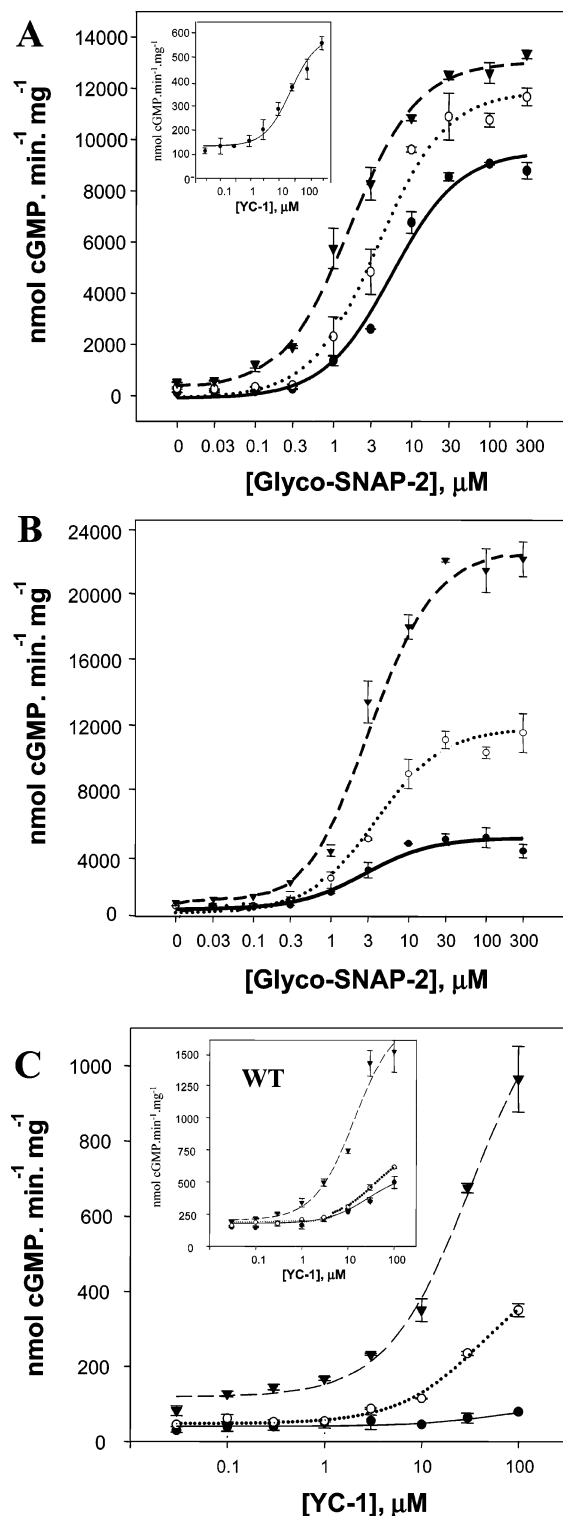 A
nmol cGMP. min. mg-1
14000
12000
10000
8000
6000
4000
2000
0
0 0.03 0.1 0.3 1 3 10 30 100 300
[Glyco-SNAP-2], μM
nmol cGMP.min-1.mg-1
600
500
400
300
200
100
0
0.1 1 10 100
[YC-1], μM
B
nmol cGMP. min. mg-1
24000
20000
16000
12000
8000
4000
0
0 0.03 0.1 0.3 1 3 10 30 100 300
[Glyco-SNAP-2], μM
C
nmol cGMP. min. mg-1
1000
800
600
400
200
0
0.1 1 10 100
[YC-1], μM
WT
nmol cGMP.min-1.mg-1
1500
1250
1000
750
500
250
0
0.1 1 10 100
[YC-1], μM